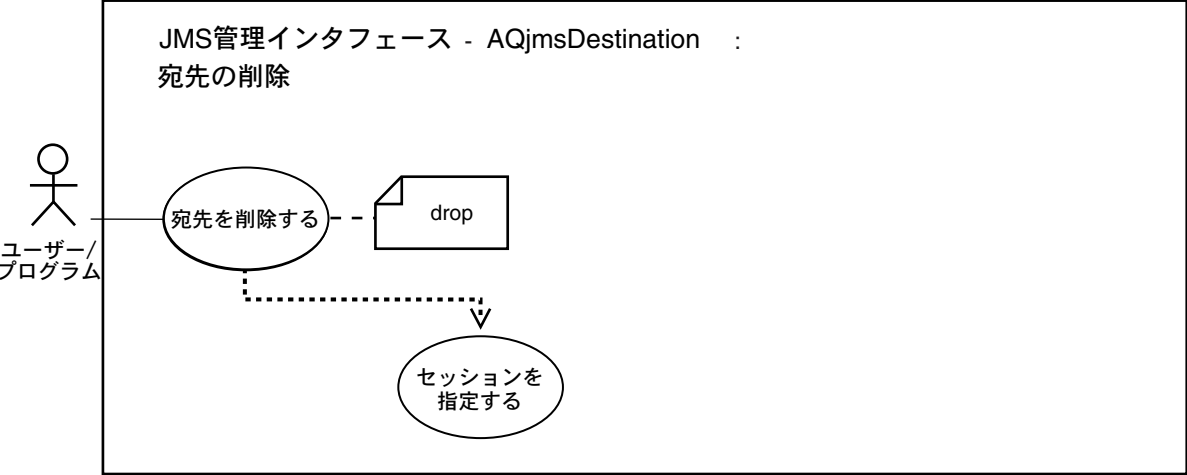 JMS管理インタフェース - AQjmsDestination :
宛先の削除
宛先を削除する
drop
ユーザー/
プログラム
セッションを
指定する